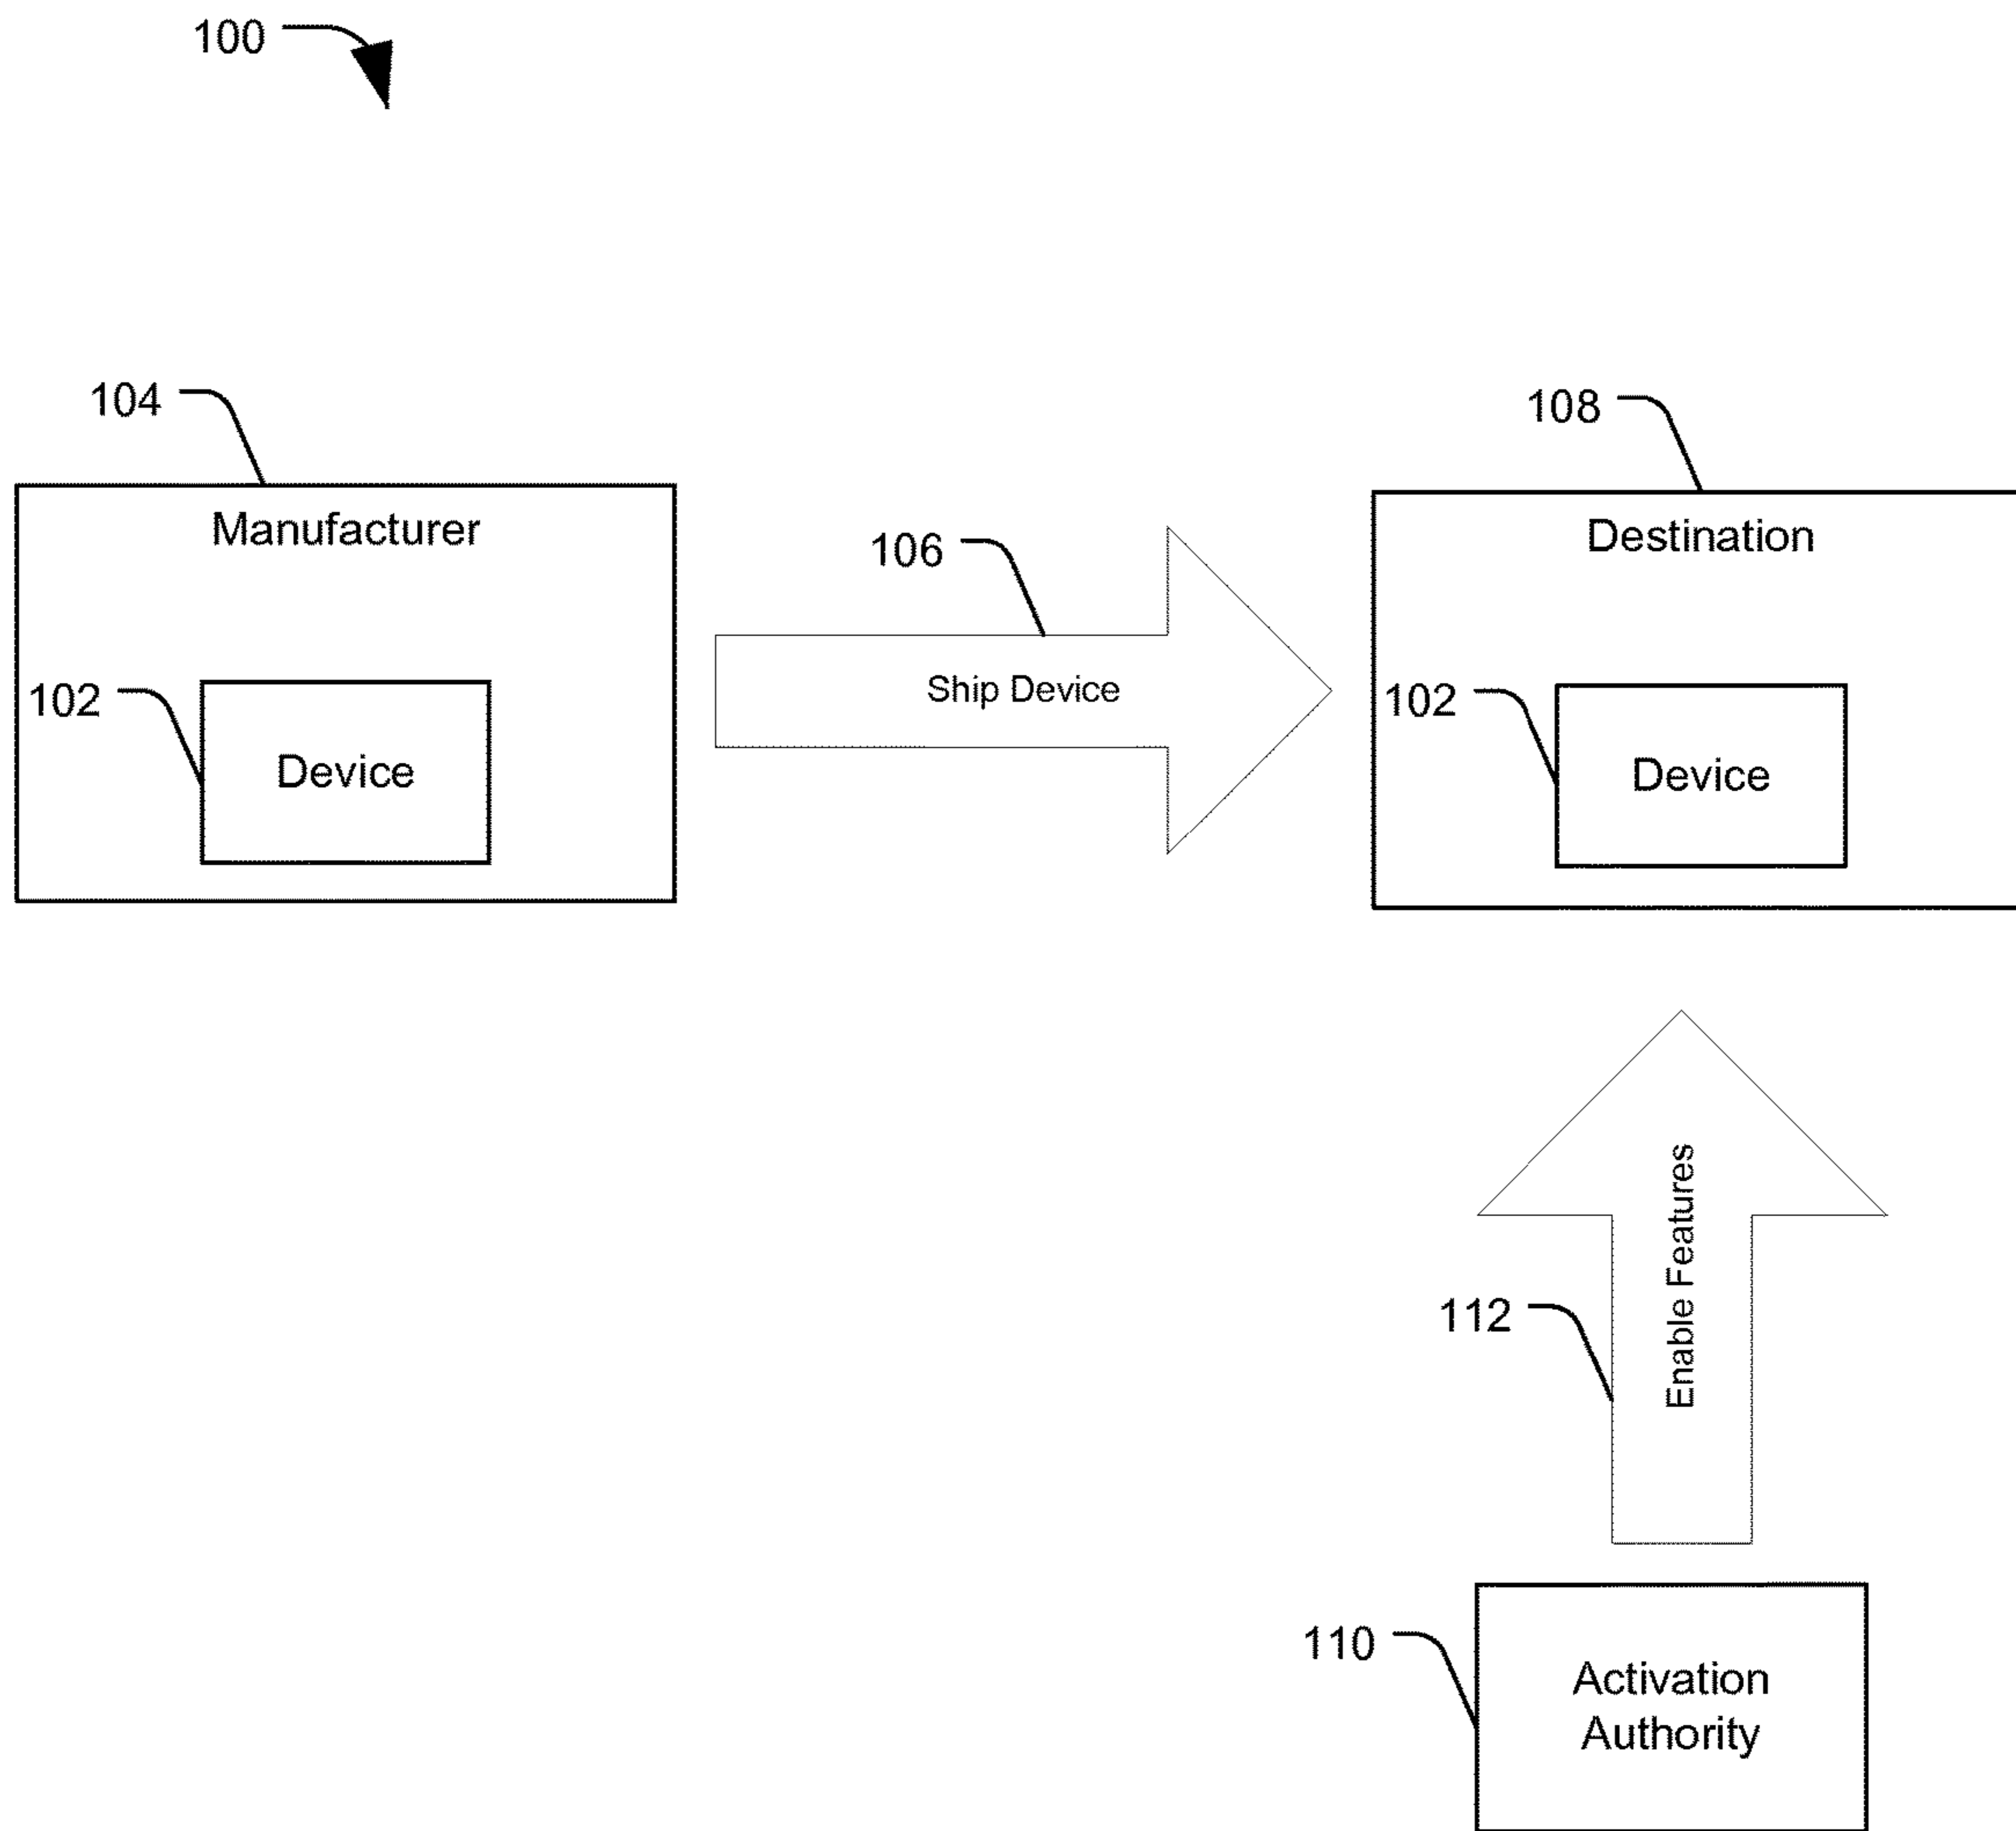 100
104
108
Manufacturer
Destination
106
Ship Device
102
Device
102
Device
Enable Features
112
110
Activation
Authority